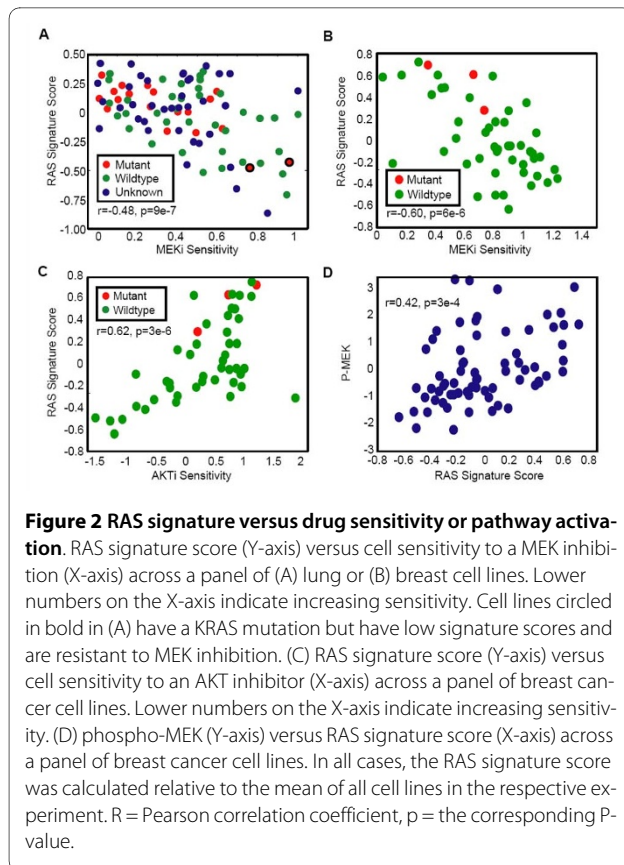 A
B
0.50
0.25
0
-0.25
-0.50
-0.75
-1.00
RAS Signature Score
Mutant
Wildtype
Unknown
r=-0.48, p=9e-7
0 0.2 0.4 0.6 0.8 1
MEKi Sensitivity
0.8
0.6
0.4
0.2
0
-0.2
-0.4
-0.6
-0.8
RAS Signature Score
Mutant
Wildtype
r=-0.60, p=6e-6
0 0.2 0.4 0.6 0.8 1.0 1.2 1.4
MEKi Sensitivity
C
D
0.8
0.6
0.4
0.2
0
-0.2
-0.4
-0.6
-0.8
RAS Signature Score
Mutant
Wildtype
r=0.62, p=3e-6
-1.5 -1 -0.5 0 0.5 1 1.5 2
AKTi Sensitivity
3
2
1
0
-1
-2
-3
P-MEK
r=0.42, p=3e-4
-0.8 -0.6 -0.4 -0.2 0 0.2 0.4 0.6 0.8
RAS Signature Score
Figure 2 RAS signature versus drug sensitivity or pathway activa-
tion. RAS signature score (Y-axis) versus cell sensitivity to a MEK inhibi-
tion (X-axis) across a panel of (A) lung or (B) breast cell lines. Lower
numbers on the X-axis indicate increasing sensitivity. Cell lines circled
in bold in (A) have a KRAS mutation but have low signature scores and
are resistant to MEK inhibition. (C) RAS signature score (Y-axis) versus
cell sensitivity to an AKT inhibitor (X-axis) across a panel of breast can-
cer cell lines. Lower numbers on the X-axis indicate increasing sensitiv-
ity. (D) phospho-MEK (Y-axis) versus RAS signature score (X-axis) across
a panel of breast cancer cell lines. In all cases, the RAS signature score
was calculated relative to the mean of all cell lines in the respective ex-
periment. R = Pearson correlation coefficient, p = the corresponding P-
value.